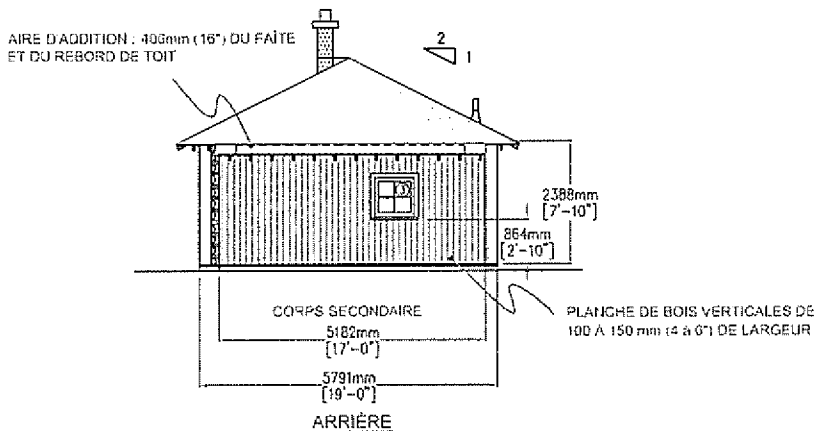 AIRE D'ADDITION : 406mm (16") DU FAÎTE
ET DU REBORD DE TOIT
2
1
3
2388mm
[7'-10"]
864mm
[2'-10"]
CORPS SECONDAIRE
5182mm
[17'-0"]
PLANCHE DE BOIS VERTICALES DE
100 À 150 mm (4 à 6") DE LARGEUR
5791mm
[19'-0"]
ARRIÈRE